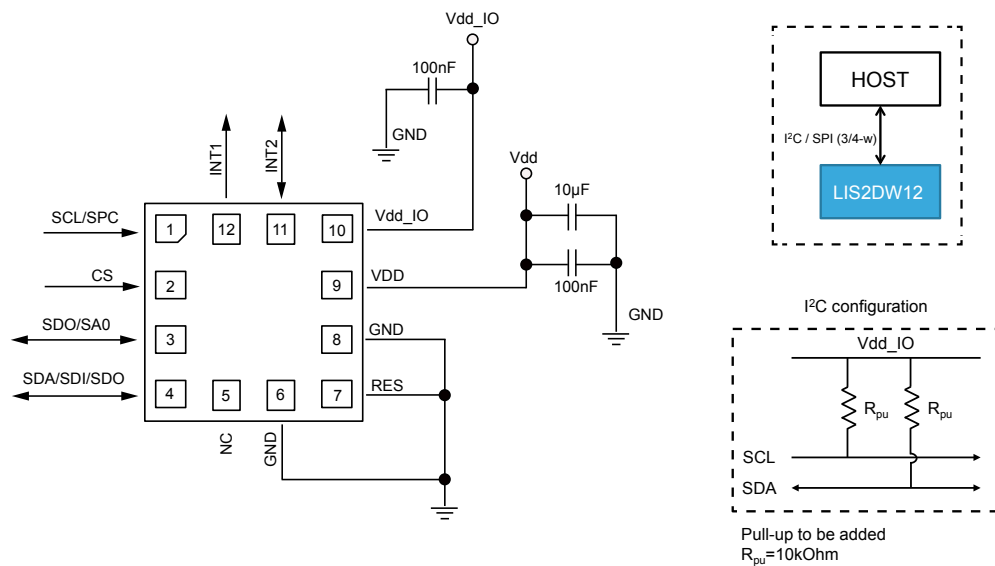 Vdd_IO
100nF
GND
INT1
INT2
Vdd
10µF
100nF
GND
SCL/SPC
CS
SDO/SA0
SDA/SDI/SDO
1
12
11
10
2
9
3
8
4
5
6
7
Vdd_IO
VDD
GND
RES
NC
GND
HOST
I²C / SPI (3/4-w)
LIS2DW12
I²C configuration
Vdd_IO
Rpu
Rpu
SCL
SDA
Pull-up to be added
Rpu=10kOhm